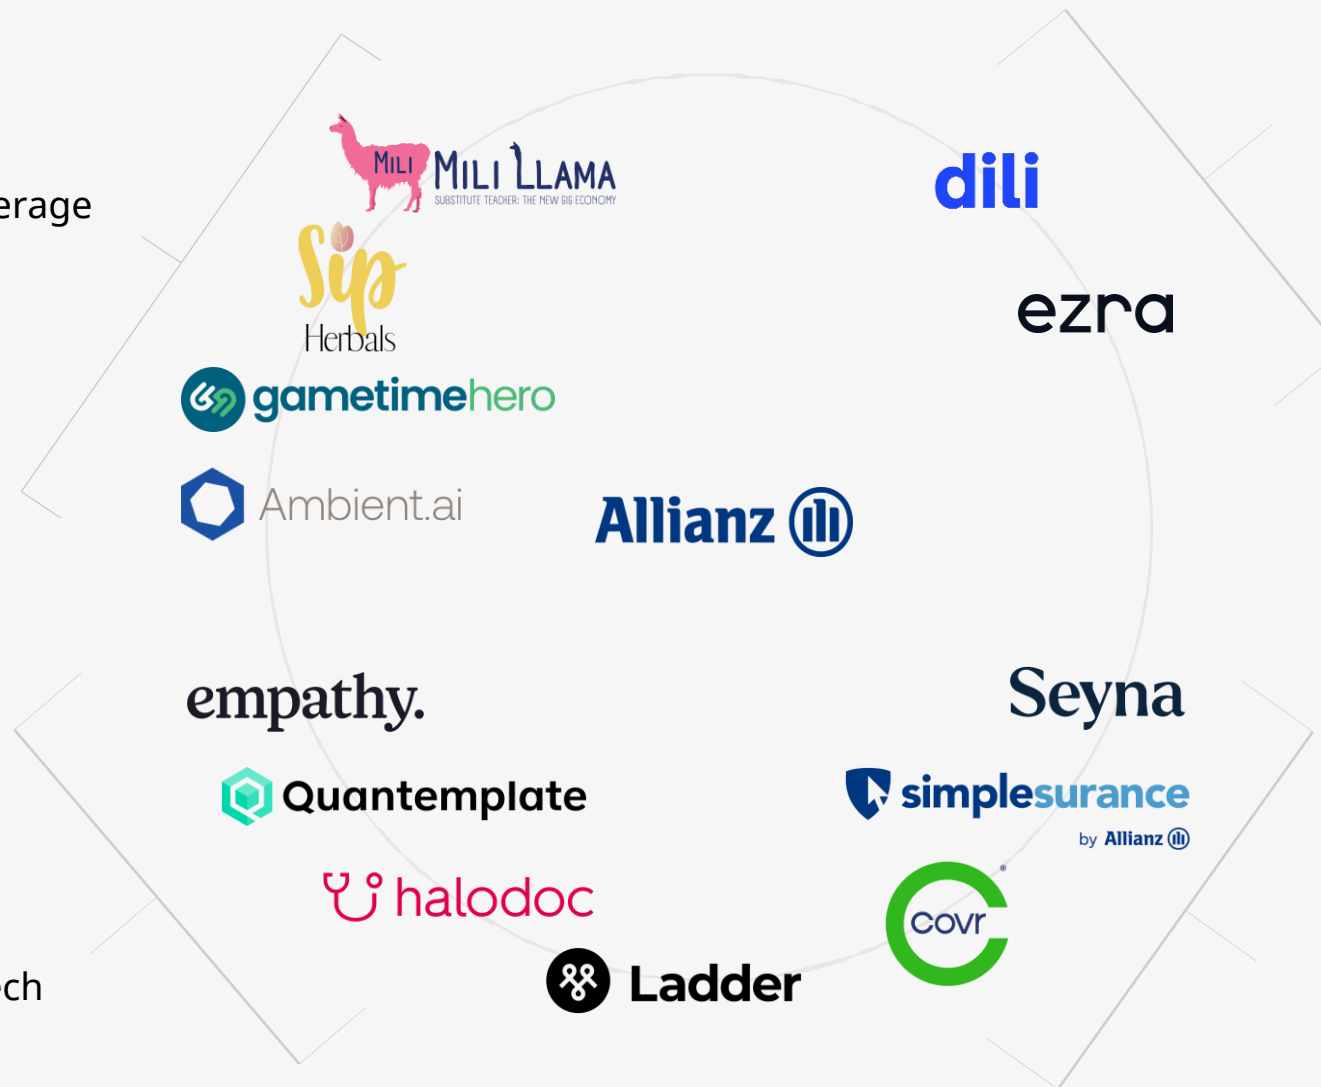 MILI
MILI LLAMA
SUBSTITUTE TEACHER: THE NEW GIG ECONOMY
dili
erage
Sip
Herbals
ezra
gametimehero
Ambient.ai
Allianz
empathy.
Seyna
Quantemplate
simplesurance
by Allianz
halodoc
covr
®
ech
Ladder